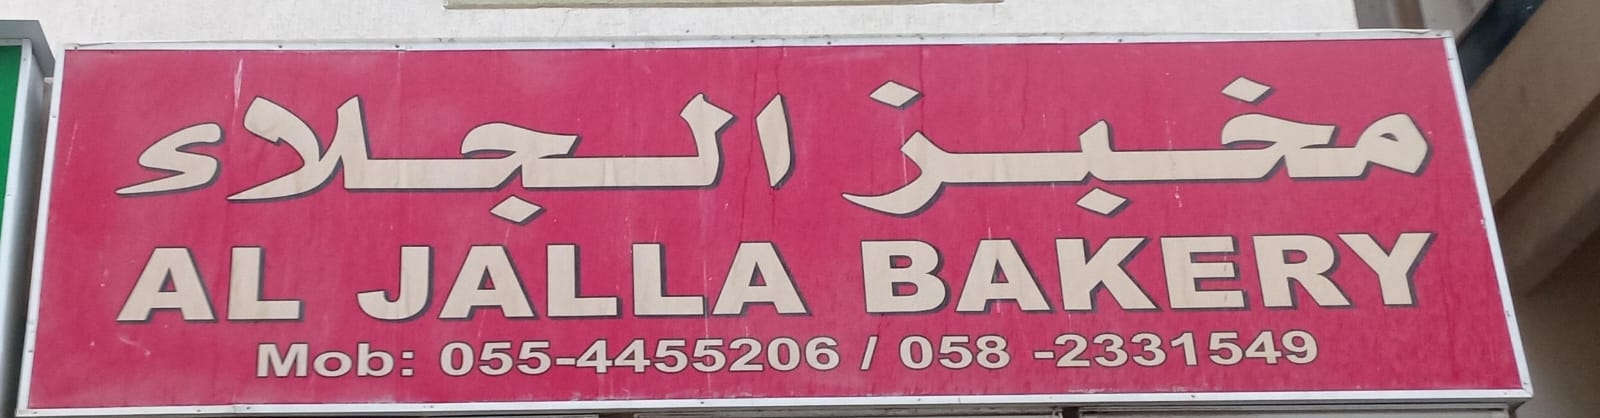 مخبز الجلاء
AL JALLA BAKERY
Mob: 055-4455206 / 058 -2331549